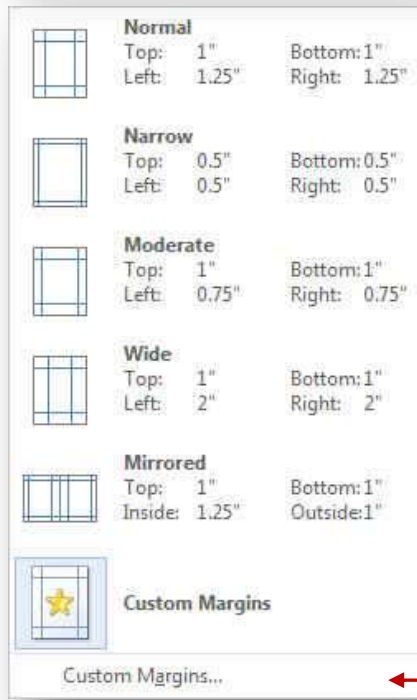 Normal
Top: 1" Bottom: 1"
Left: 1.25" Right: 1.25"
Narrow
Top: 0.5" Bottom: 0.5"
Left: 0.5" Right: 0.5"
Moderate
Top: 1" Bottom: 1"
Left: 0.75" Right: 0.75"
Wide
Top: 1" Bottom: 1"
Left: 2" Right: 2"
Mirrored
Top: 1" Bottom: 1"
Inside: 1.25" Outside: 1"
Custom Margins
Custom Margins...